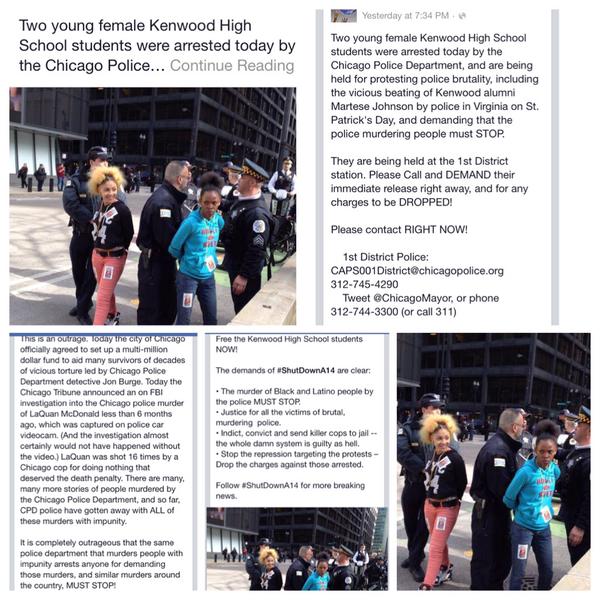 Two young female Kenwood High
School students were arrested today by
the Chicago Police… Continue Reading
Yesterday at 7:34 PM ·
Two young female Kenwood High School
students were arrested today by the
Chicago Police Department, and are being
held for protesting police brutality, including
the vicious beating of Kenwood alumni
Martese Johnson by police in Virginia on St.
Patrick's Day, and demanding that the
police murdering people must STOP.
They are being held at the 1st District
station. Please Call and DEMAND their
immediate release right away, and for any
charges to be DROPPED!
Please contact RIGHT NOW!
1st District Police:
CAPS001District@chicagopolice.org
312-745-4290
Tweet @ChicagoMayor, or phone
312-744-3300 (or call 311)
This is an outrage. Today the city of Chicago
officially agreed to set up a multi-million
dollar fund to aid many survivors of decades
of vicious torture led by Chicago Police
Department detective Jon Burge. Today the
Chicago Tribune announced an on FBI
investigation into the Chicago police murder
of LaQuan McDonald less than 6 months
ago, which was captured on police car
videocam. (And the investigation almost
certainly would not have happened without
the video.) LaQuan was shot 16 times by a
Chicago cop for doing nothing that
deserved the death penalty. There are many,
many more stories of people murdered by
the Chicago Police Department, and so far,
CPD police have gotten away with ALL of
these murders with impunity.
It is completely outrageous that the same
police department that murders people with
impunity arrests anyone for demanding
those murders, and similar murders around
the country, MUST STOP!
Free the Kenwood High School students
NOW!
The demands of #ShutDownA14 are clear:
• The murder of Black and Latino people by
the police MUST STOP.
• Justice for all the victims of brutal,
murdering police.
• Indict, convict and send killer cops to jail --
the whole damn system is guilty as hell.
• Stop the repression targeting the protests –
Drop the charges against those arrested.
Follow #ShutDownA14 for more breaking
news.